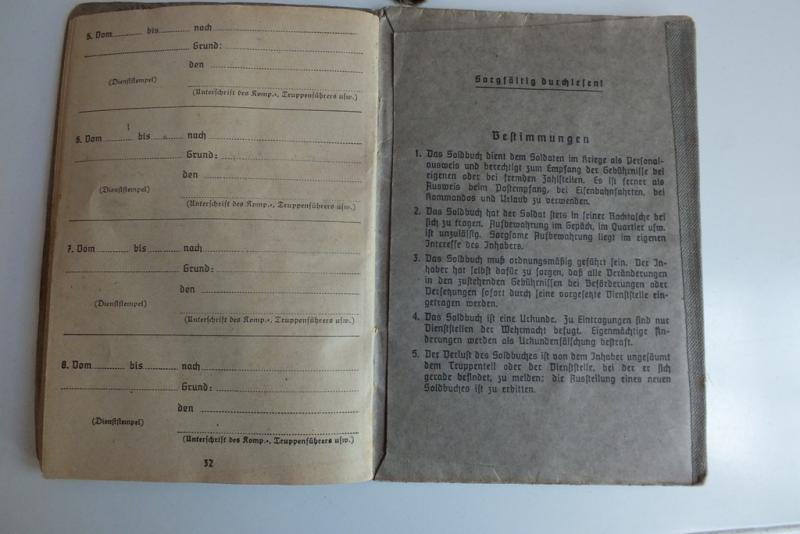 5. Vom bis nach
Grund:
den
(Dienststempel)
(Unterschrift des Komp.-, Truppenführers usw.)
6. Vom bis nach
Grund:
den
(Dienststempel)
(Unterschrift des Komp.-, Truppenführers usw.)
7. Vom bis nach
Grund:
den
(Dienststempel)
(Unterschrift des Komp.-, Truppenführers usw.)
8. Vom bis nach
Grund:
den
(Dienststempel)
(Unterschrift des Komp.-, Truppenführers usw.)
32
Sorgfältig durchlesen!
Bestimmungen
1. Das Soldbuch dient dem Soldaten im Kriege als Personal-
ausweis und berechtigt zum Empfang der Gebührnisse bei
eigenen oder bei fremden Zahlstellen. Es ist ferner als
Ausweis beim Postempfang, bei Eisenbahnfahrten, bei
Kommandos und Urlaub zu verwenden.
2. Das Soldbuch hat der Soldat stets in seiner Rocktasche bei
sich zu tragen. Aufbewahrung im Gepäck, im Quartier usw.
ist unzulässig. Sorgsame Aufbewahrung liegt im eigenen
Interesse des Inhabers.
3. Das Soldbuch muß ordnungsmäßig geführt sein. Der In-
haber hat selbst dafür zu sorgen, daß alle Veränderungen
in den zustehenden Gebührnissen bei Beförderungen oder
Versetzungen sofort durch seine vorgesetzte Dienststelle ein-
getragen werden.
4. Das Soldbuch ist eine Urkunde. Zu Eintragungen sind nur
Dienststellen der Wehrmacht befugt. Eigenmächtige Än-
derungen werden als Urkundenfälschung bestraft.
5. Der Verlust des Soldbuches ist von dem Inhaber ungesäumt
dem Truppenteil oder der Dienststelle, bei der er sich
gerade befindet, zu melden; die Ausstellung eines neuen
Soldbuches ist zu erbitten.